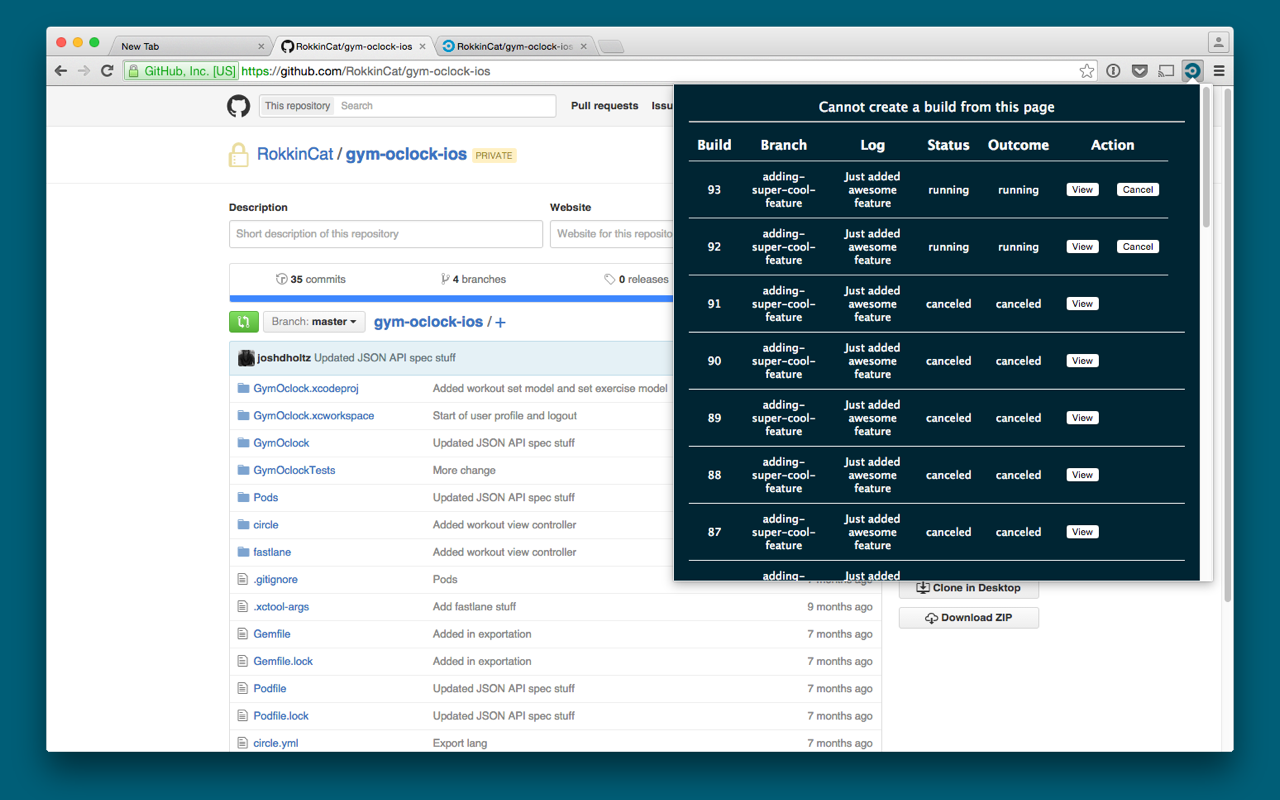 New Tab
RokkinCat/gym-oclock-ios
RokkinCat/gym-oclock-ios
GitHub, Inc. [US] https://github.com/RokkinCat/gym-oclock-ios
This repository Search
Pull requests
Issu
RokkinCat / gym-oclock-ios PRIVATE
Description
Website
Short description of this repository
Website for this reposito
35 commits
4 branches
0 releases
Branch: master
gym-oclock-ios / +
joshdholtz Updated JSON API spec stuff
GymOclock.xcodeproj Added workout set model and set exercise model
GymOclock.xcworkspace Start of user profile and logout
GymOclock Updated JSON API spec stuff
GymOclockTests More change
Pods Updated JSON API spec stuff
circle Added workout view controller
fastlane Added workout view controller
.gitignore Pods 7 months ago
.xctool-args Add fastlane stuff 9 months ago
Gemfile Added in exportation 7 months ago
Gemfile.lock Added in exportation 7 months ago
Podfile Updated JSON API spec stuff 7 months ago
Podfile.lock Updated JSON API spec stuff 7 months ago
circle.yml Export lang 7 months ago
Cannot create a build from this page
Build Branch Log Status Outcome Action
93 adding-super-cool-feature Just added awesome feature running running View Cancel
92 adding-super-cool-feature Just added awesome feature running running View Cancel
91 adding-super-cool-feature Just added awesome feature canceled canceled View
90 adding-super-cool-feature Just added awesome feature canceled canceled View
89 adding-super-cool-feature Just added awesome feature canceled canceled View
88 adding-super-cool-feature Just added awesome feature canceled canceled View
87 adding-super-cool-feature Just added awesome feature canceled canceled View
adding- Just added
Clone in Desktop
Download ZIP